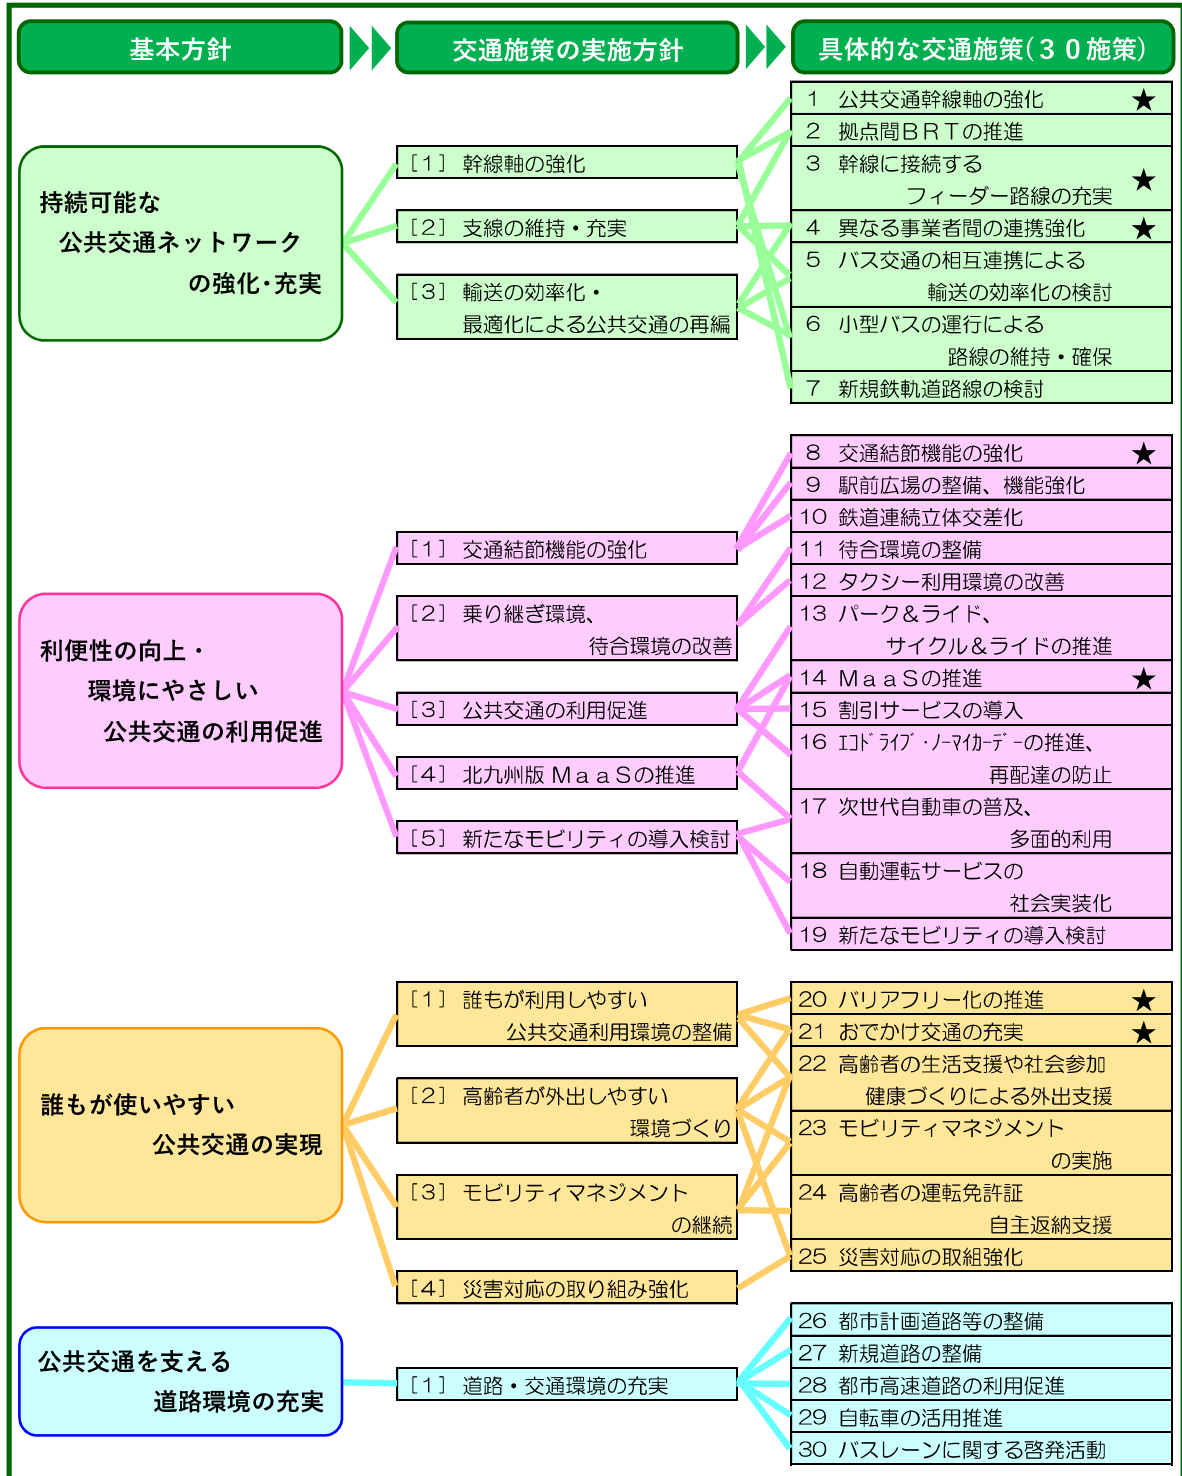 基本方針
交通施策の実施方針
具体的な交通施策(30施策)
持続可能な
公共交通ネットワーク
の強化・充実
[1] 幹線軸の強化
[2] 支線の維持・充実
[3] 輸送の効率化・
最適化による公共交通の再編
1 公共交通幹線軸の強化 ★
2 拠点間BRTの推進
3 幹線に接続する
フィーダー路線の充実 ★
4 異なる事業者間の連携強化 ★
5 バス交通の相互連携による
輸送の効率化の検討
6 小型バスの運行による
路線の維持・確保
7 新規鉄軌道路線の検討
利便性の向上・
環境にやさしい
公共交通の利用促進
[1] 交通結節機能の強化
[2] 乗り継ぎ環境、
待合環境の改善
[3] 公共交通の利用促進
[4] 北九州版 MaaSの推進
[5] 新たなモビリティの導入検討
8 交通結節機能の強化 ★
9 駅前広場の整備、機能強化
10 鉄道連続立体交差化
11 待合環境の整備
12 タクシー利用環境の改善
13 パーク&ライド、
サイクル&ライドの推進
14 MaaSの推進 ★
15 割引サービスの導入
16 エコドライブ・ノーマイカーデーの推進、
再配達の防止
17 次世代自動車の普及、
多面的利用
18 自動運転サービスの
社会実装化
19 新たなモビリティの導入検討
誰もが使いやすい
公共交通の実現
[1] 誰もが利用しやすい
公共交通利用環境の整備
[2] 高齢者が外出しやすい
環境づくり
[3] モビリティマネジメント
の継続
[4] 災害対応の取り組み強化
20 バリアフリー化の推進 ★
21 おでかけ交通の充実 ★
22 高齢者の生活支援や社会参加
健康づくりによる外出支援
23 モビリティマネジメント
の実施
24 高齢者の運転免許証
自主返納支援
25 災害対応の取組強化
公共交通を支える
道路環境の充実
[1] 道路・交通環境の充実
26 都市計画道路等の整備
27 新規道路の整備
28 都市高速道路の利用促進
29 自転車の活用推進
30 バスレーンに関する啓発活動